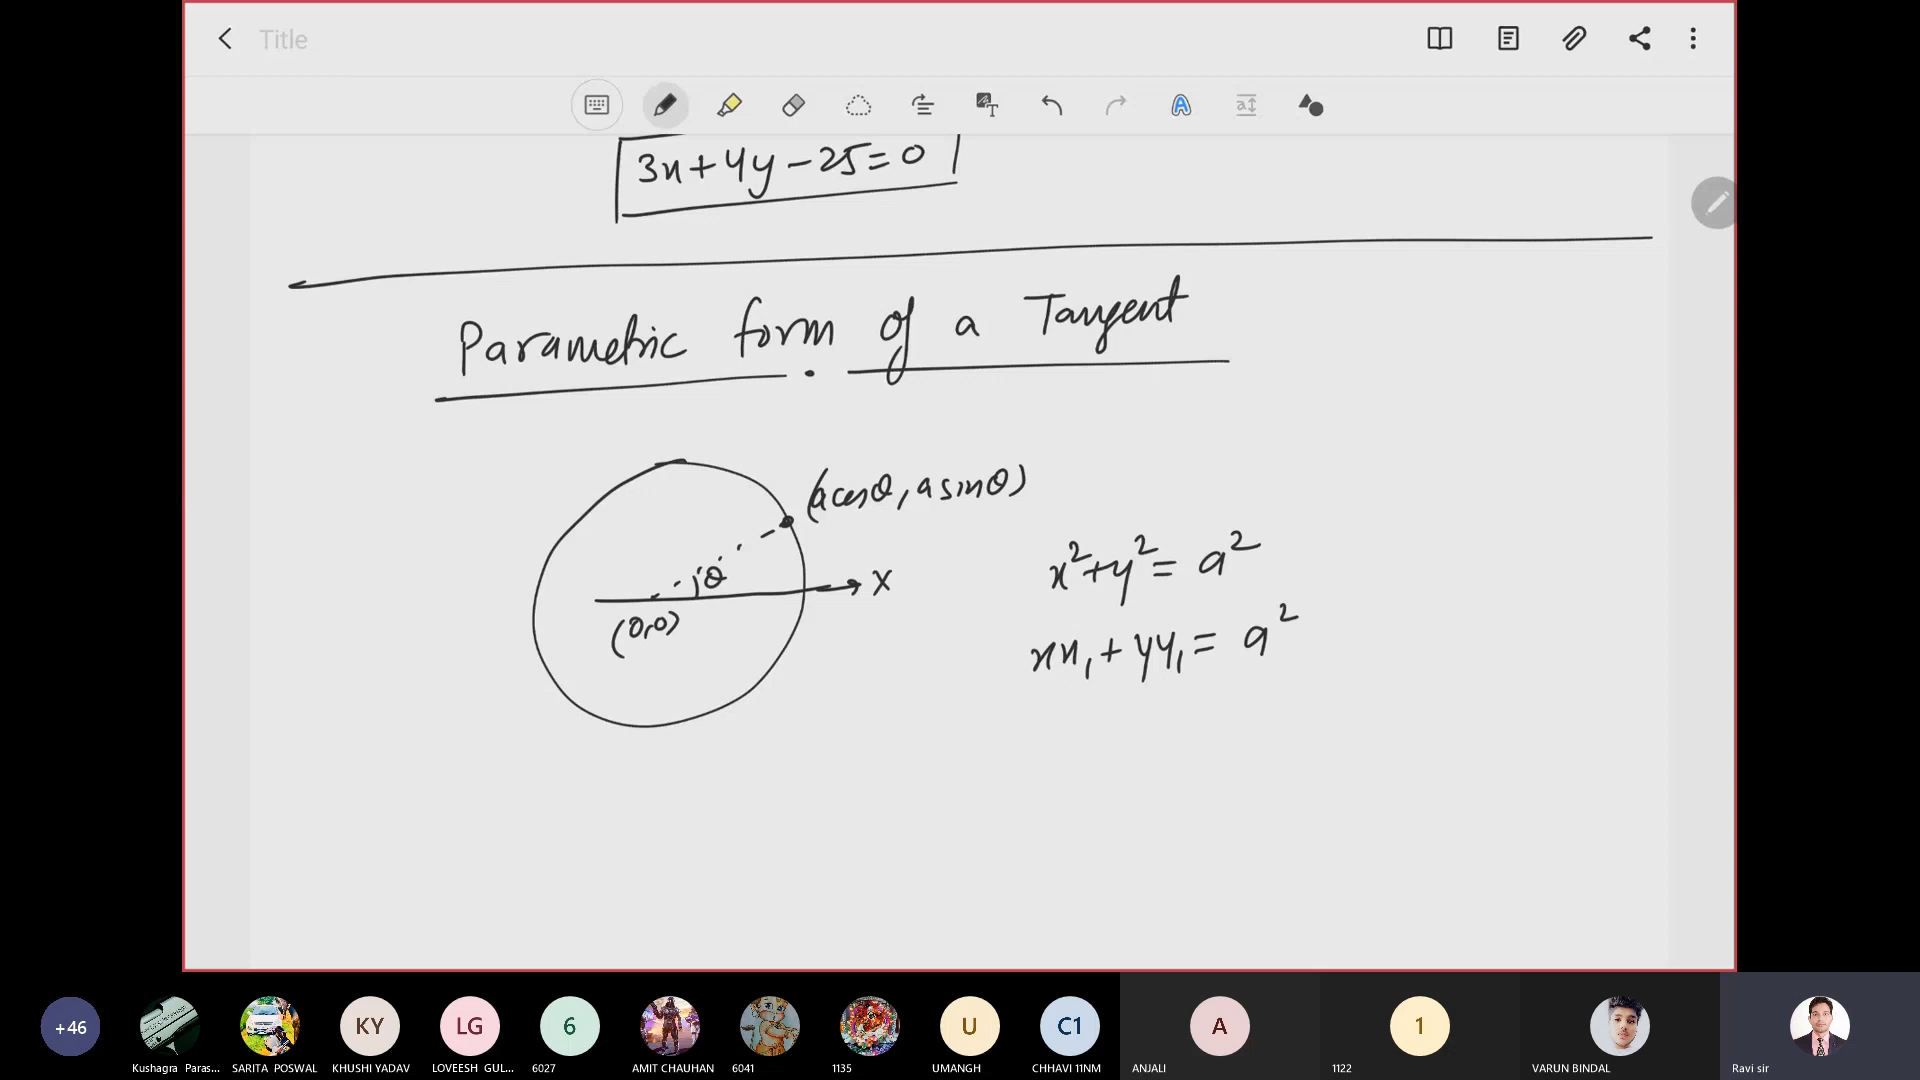 Title
3x+4y-25=0
Parametric form of a Tangent
(a cosθ, a sinθ)
θ
X
(0,0)
x²+y²= a²
xx₁+yy₁= a²
+46
KY
LG
6
U
C1
A
1
Kushagra Paras...
SARITA POSWAL
KHUSHI YADAV
LOVEESH GUL...
6027
AMIT CHAUHAN
6041
1135
UMANGH
CHHAVI 11NM
ANJALI
1122
VARUN BINDAL
Ravi sir